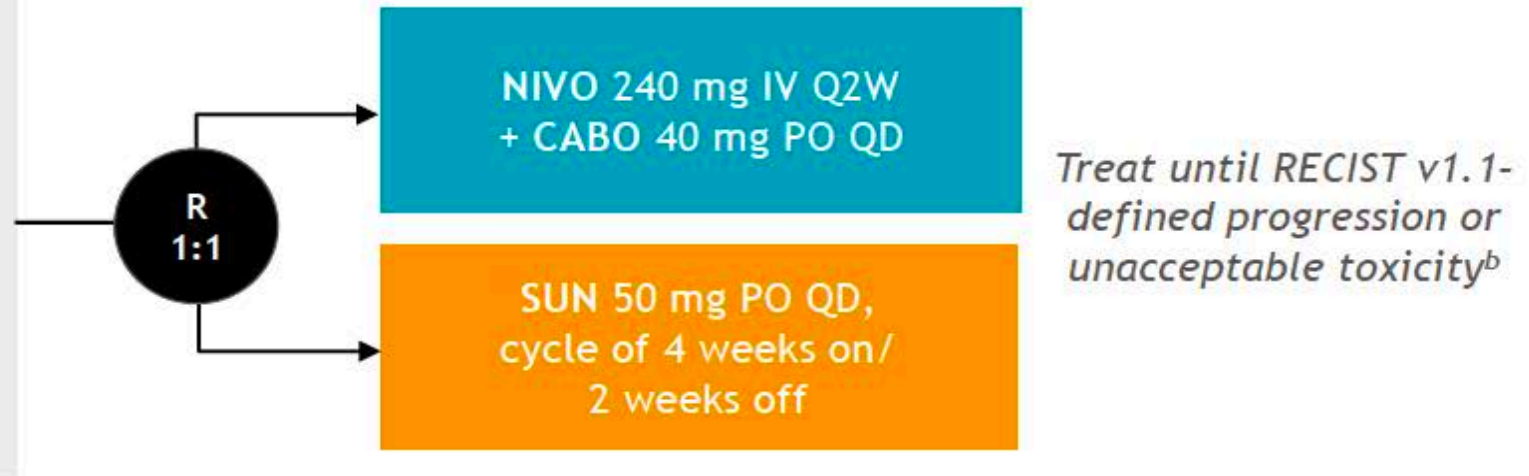 R
1:1
NIVO 240 mg IV Q2W
+ CABO 40 mg PO QD
SUN 50 mg PO QD,
cycle of 4 weeks on/
2 weeks off
Treat until RECIST v1.1-
defined progression or
unacceptable toxicityᵇ